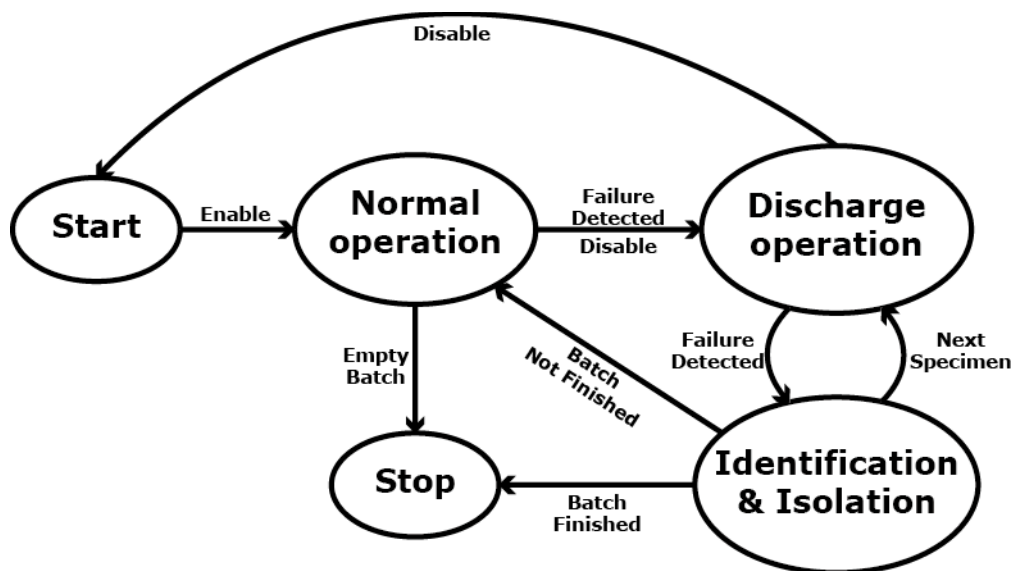 Disable
Start
Enable
Normal
operation
Failure
Detected
Disable
Discharge
operation
Empty
Batch
Batch
Not Finished
Failure
Detected
Next
Specimen
Stop
Batch
Finished
Identification
& Isolation